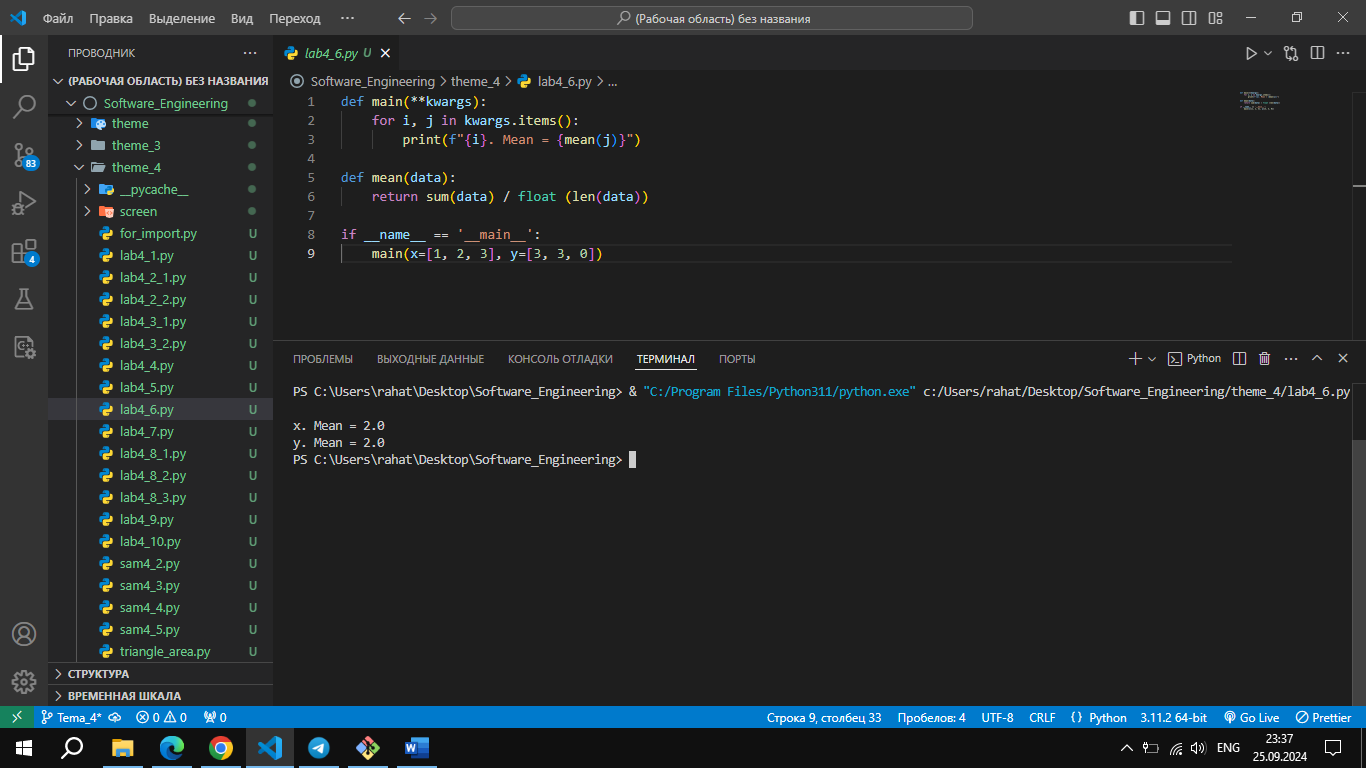 Файл Правка Выделение Вид Переход ··· (Рабочая область) без названия
ПРОВОДНИК ···
(РАБОЧАЯ ОБЛАСТЬ) БЕЗ НАЗВАНИЯ
Software_Engineering
theme
theme_3
theme_4
__pycache__
screen
for_import.py U
lab4_1.py U
lab4_2_1.py U
lab4_2_2.py U
lab4_3_1.py U
lab4_3_2.py U
lab4_4.py U
lab4_5.py U
lab4_6.py U
lab4_7.py U
lab4_8_1.py U
lab4_8_2.py U
lab4_8_3.py U
lab4_9.py U
lab4_10.py U
sam4_2.py U
sam4_3.py U
sam4_4.py U
sam4_5.py U
triangle_area.py U
СТРУКТУРА
ВРЕМЕННАЯ ШКАЛА
83
4
lab4_6.py U
Software_Engineering > theme_4 > lab4_6.py > ...
1 def main(**kwargs):
2 for i, j in kwargs.items():
3 print(f"{i}. Mean = {mean(j)}")
4
5 def mean(data):
6 return sum(data) / float (len(data))
7
8 if __name__ == '__main__':
9 main(x=[1, 2, 3], y=[3, 3, 0])
ПРОБЛЕМЫ ВЫХОДНЫЕ ДАННЫЕ КОНСОЛЬ ОТЛАДКИ ТЕРМИНАЛ ПОРТЫ Python
PS C:\Users\rahat\Desktop\Software_Engineering> & "C:/Program Files/Python311/python.exe" c:/Users/rahat/Desktop/Software_Engineering/theme_4/lab4_6.py
x. Mean = 2.0
y. Mean = 2.0
PS C:\Users\rahat\Desktop\Software_Engineering>
Tema_4* 0 0 0 Строка 9, столбец 33 Пробелов: 4 UTF-8 CRLF {} Python 3.11.2 64-bit Go Live Prettier
ENG 23:37
25.09.2024